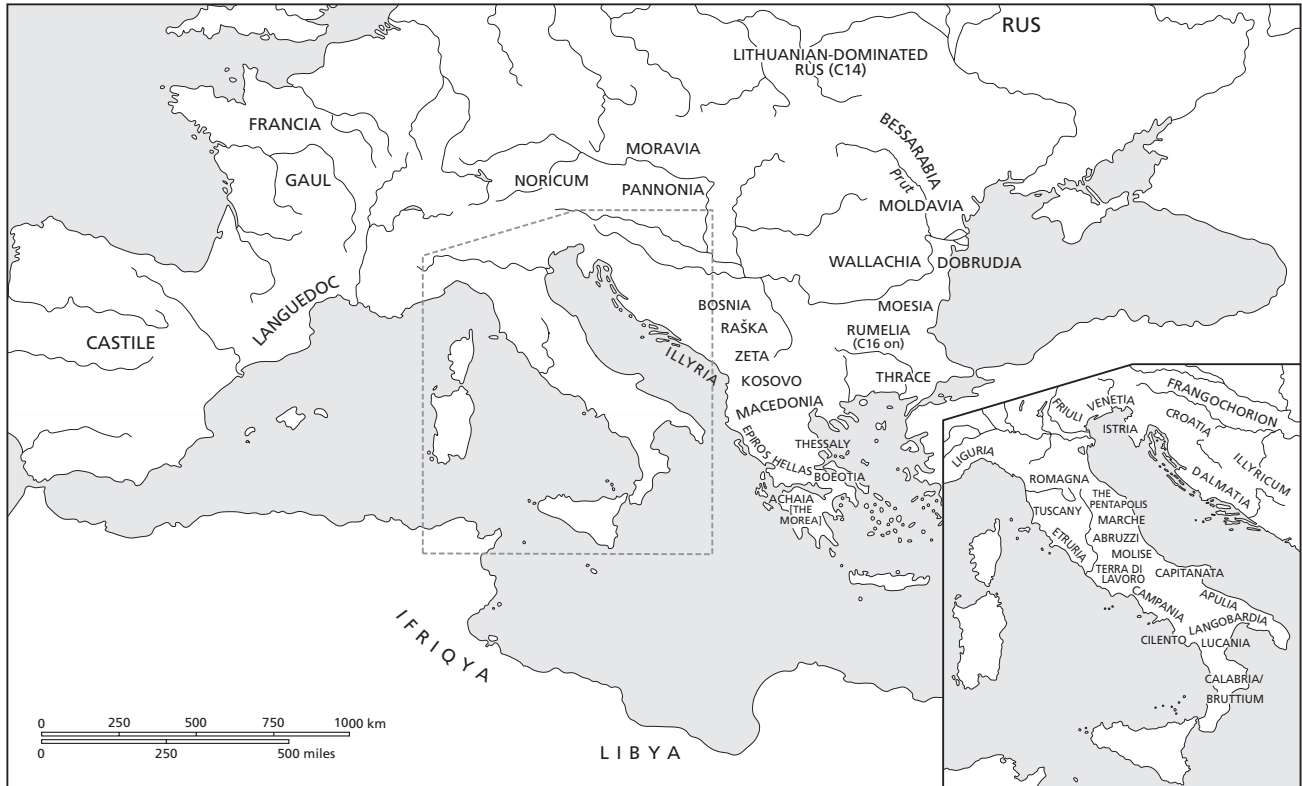 RUS
LITHUANIAN-DOMINATED
RÙS (C14)
FRANCIA
BESSARABIA
MORAVIA
GAUL
NORICUM
PANNONIA
Prut
MOLDAVIA
WALLACHIA
DOBRUDJA
LANGUEDOC
BOSNIA
MOESIA
CASTILE
RAŠKA
RUMELIA
(C16 on)
ILLYRIA
ZETA
KOSOVO
THRACE
MACEDONIA
EPIROS
THESSALY
HELLAS
BOEOTIA
ACHAIA
[THE
MOREA]
IFRIQYA
LIBYA
0 250 500 750 1000 km
0 250 500 miles
FRANGOCHORION
FRIULI
VENETIA
CROATIA
ISTRIA
LIGURIA
ILLYRICUM
ROMAGNA
DALMATIA
THE
PENTAPOLIS
TUSCANY
MARCHE
ETRURIA
ABRUZZI
MOLISE
TERRA DI
LAVORO
CAPITANATA
CAMPANIA
APULIA
LANGOBARDIA
CILENTO
LUCANIA
CALABRIA/
BRUTTIUM